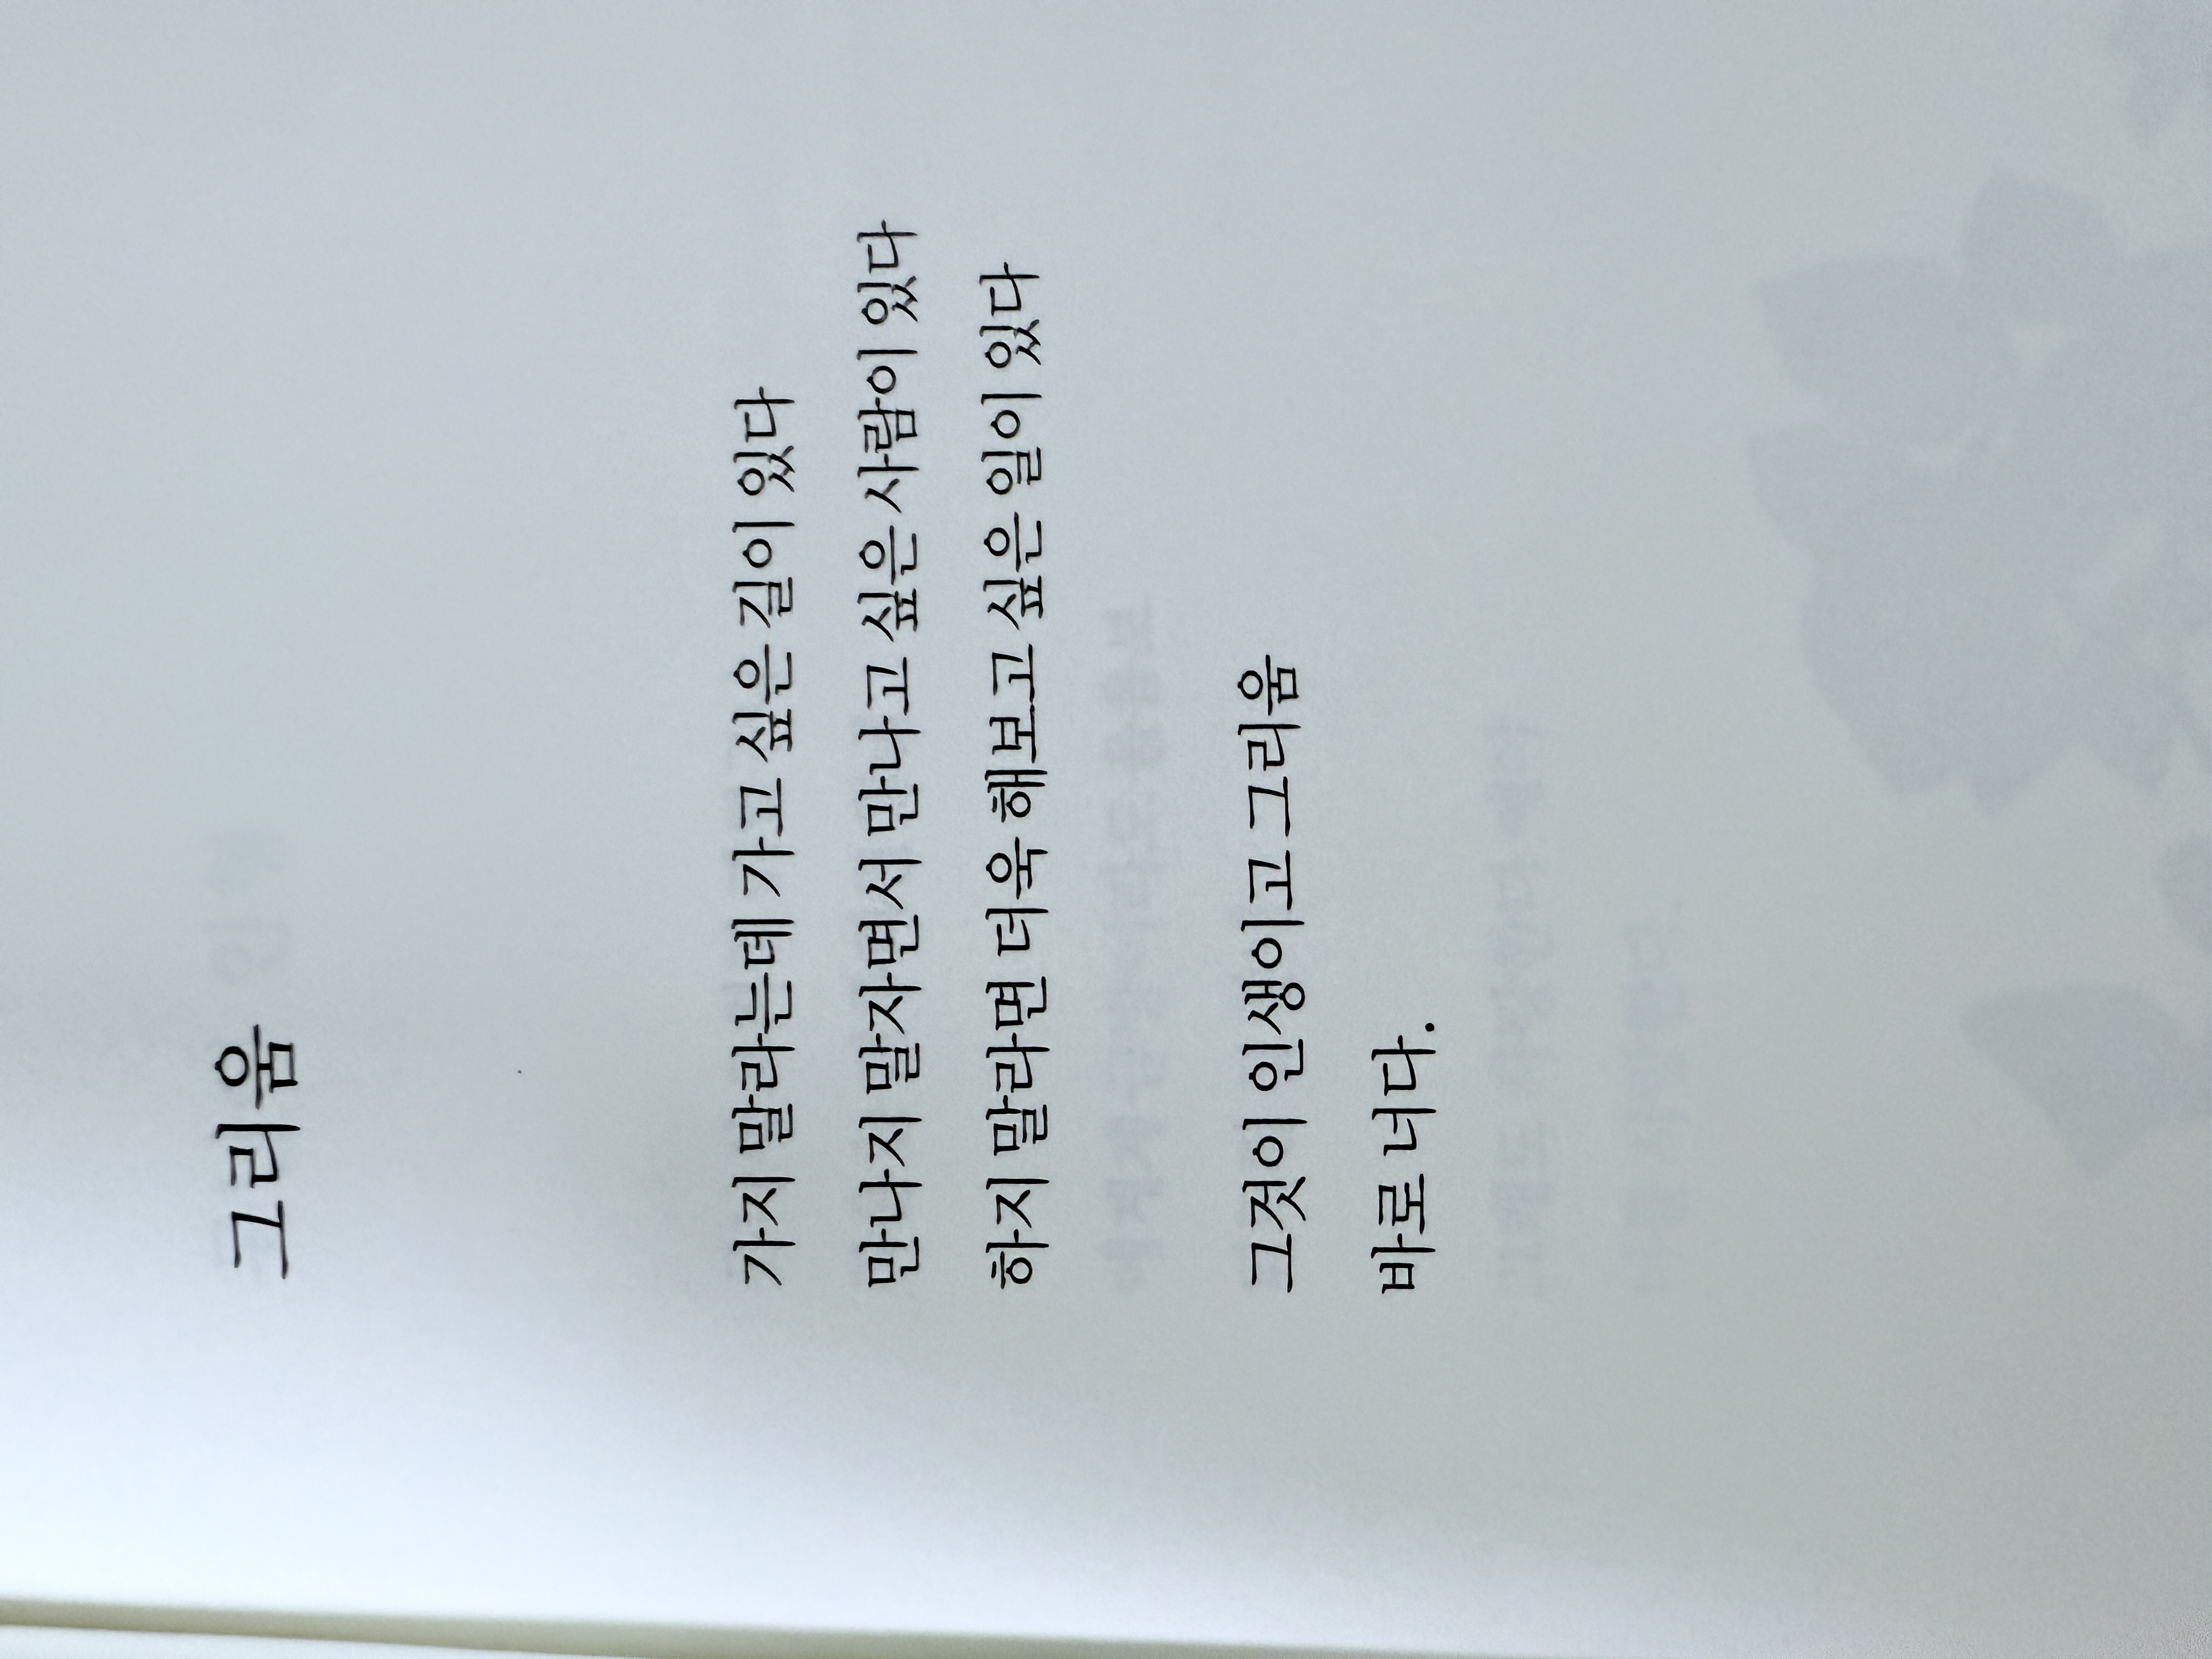 그리움
가지 말라는데 가고 싶은 길이 있다
만나지 말자면서 만나고 싶은 사람이 있다
하지 말라면 더욱 해보고 싶은 일이 있다
그것이 인생이고 그리움
바로 너다.